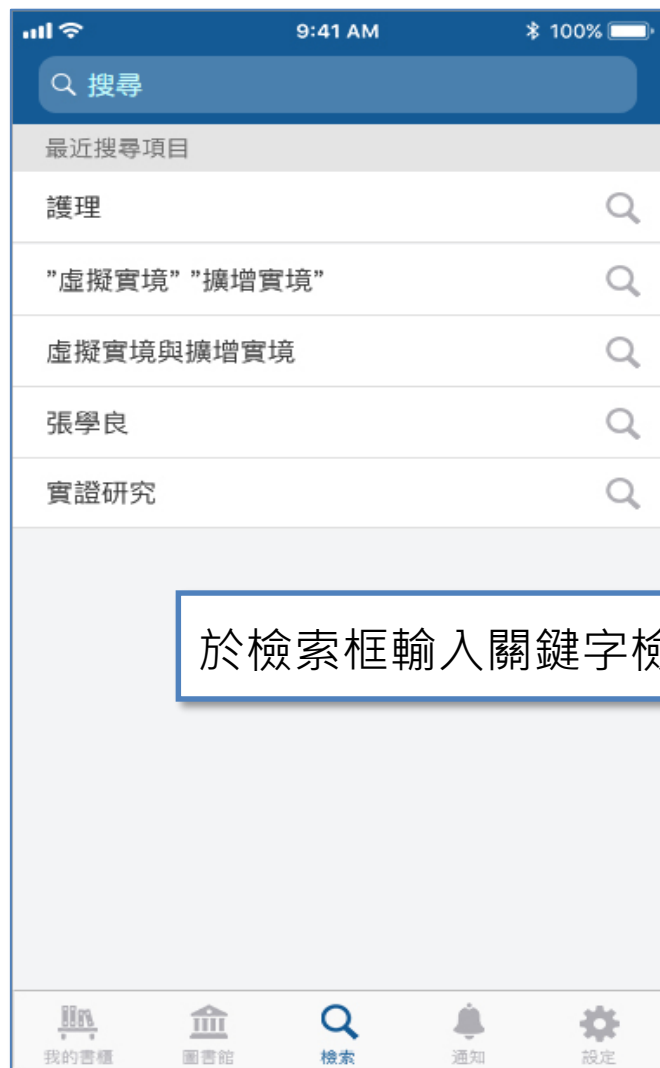 9:41 AM 100%
搜尋
最近搜尋項目
護理
”虛擬實境” ”擴增實境”
虛擬實境與擴增實境
張學良
實證研究
於檢索框輸入關鍵字檢
我的書櫃 圖書館 檢索 通知 設定